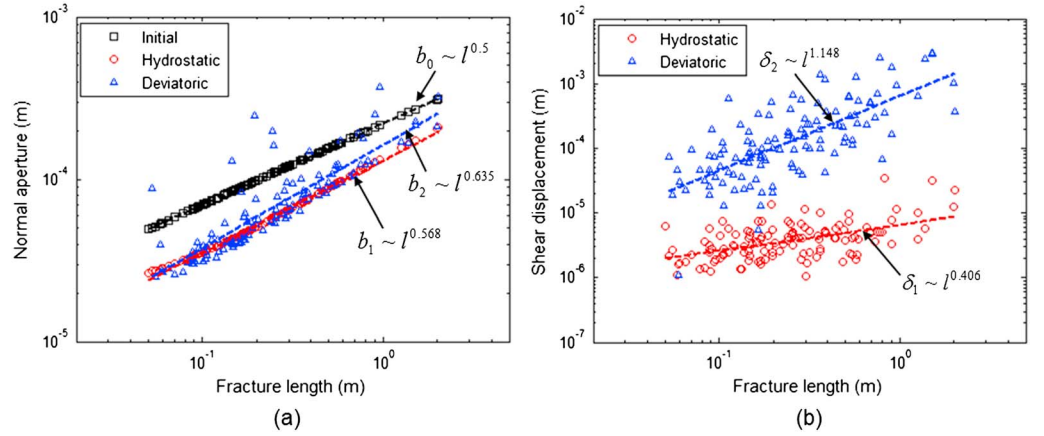 10^-3
Initial
Hydrostatic
Deviatoric
b_0 ~ l^0.5
Normal aperture (m)
10^-4
b_2 ~ l^0.635
b_1 ~ l^0.568
10^-5
10^-1
10^0
Fracture length (m)
(a)
10^-2
Hydrostatic
Deviatoric
δ_2 ~ l^1.148
10^-3
Shear displacement (m)
10^-4
10^-5
10^-6
δ_1 ~ l^0.406
10^-7
10^-1
10^0
Fracture length (m)
(b)